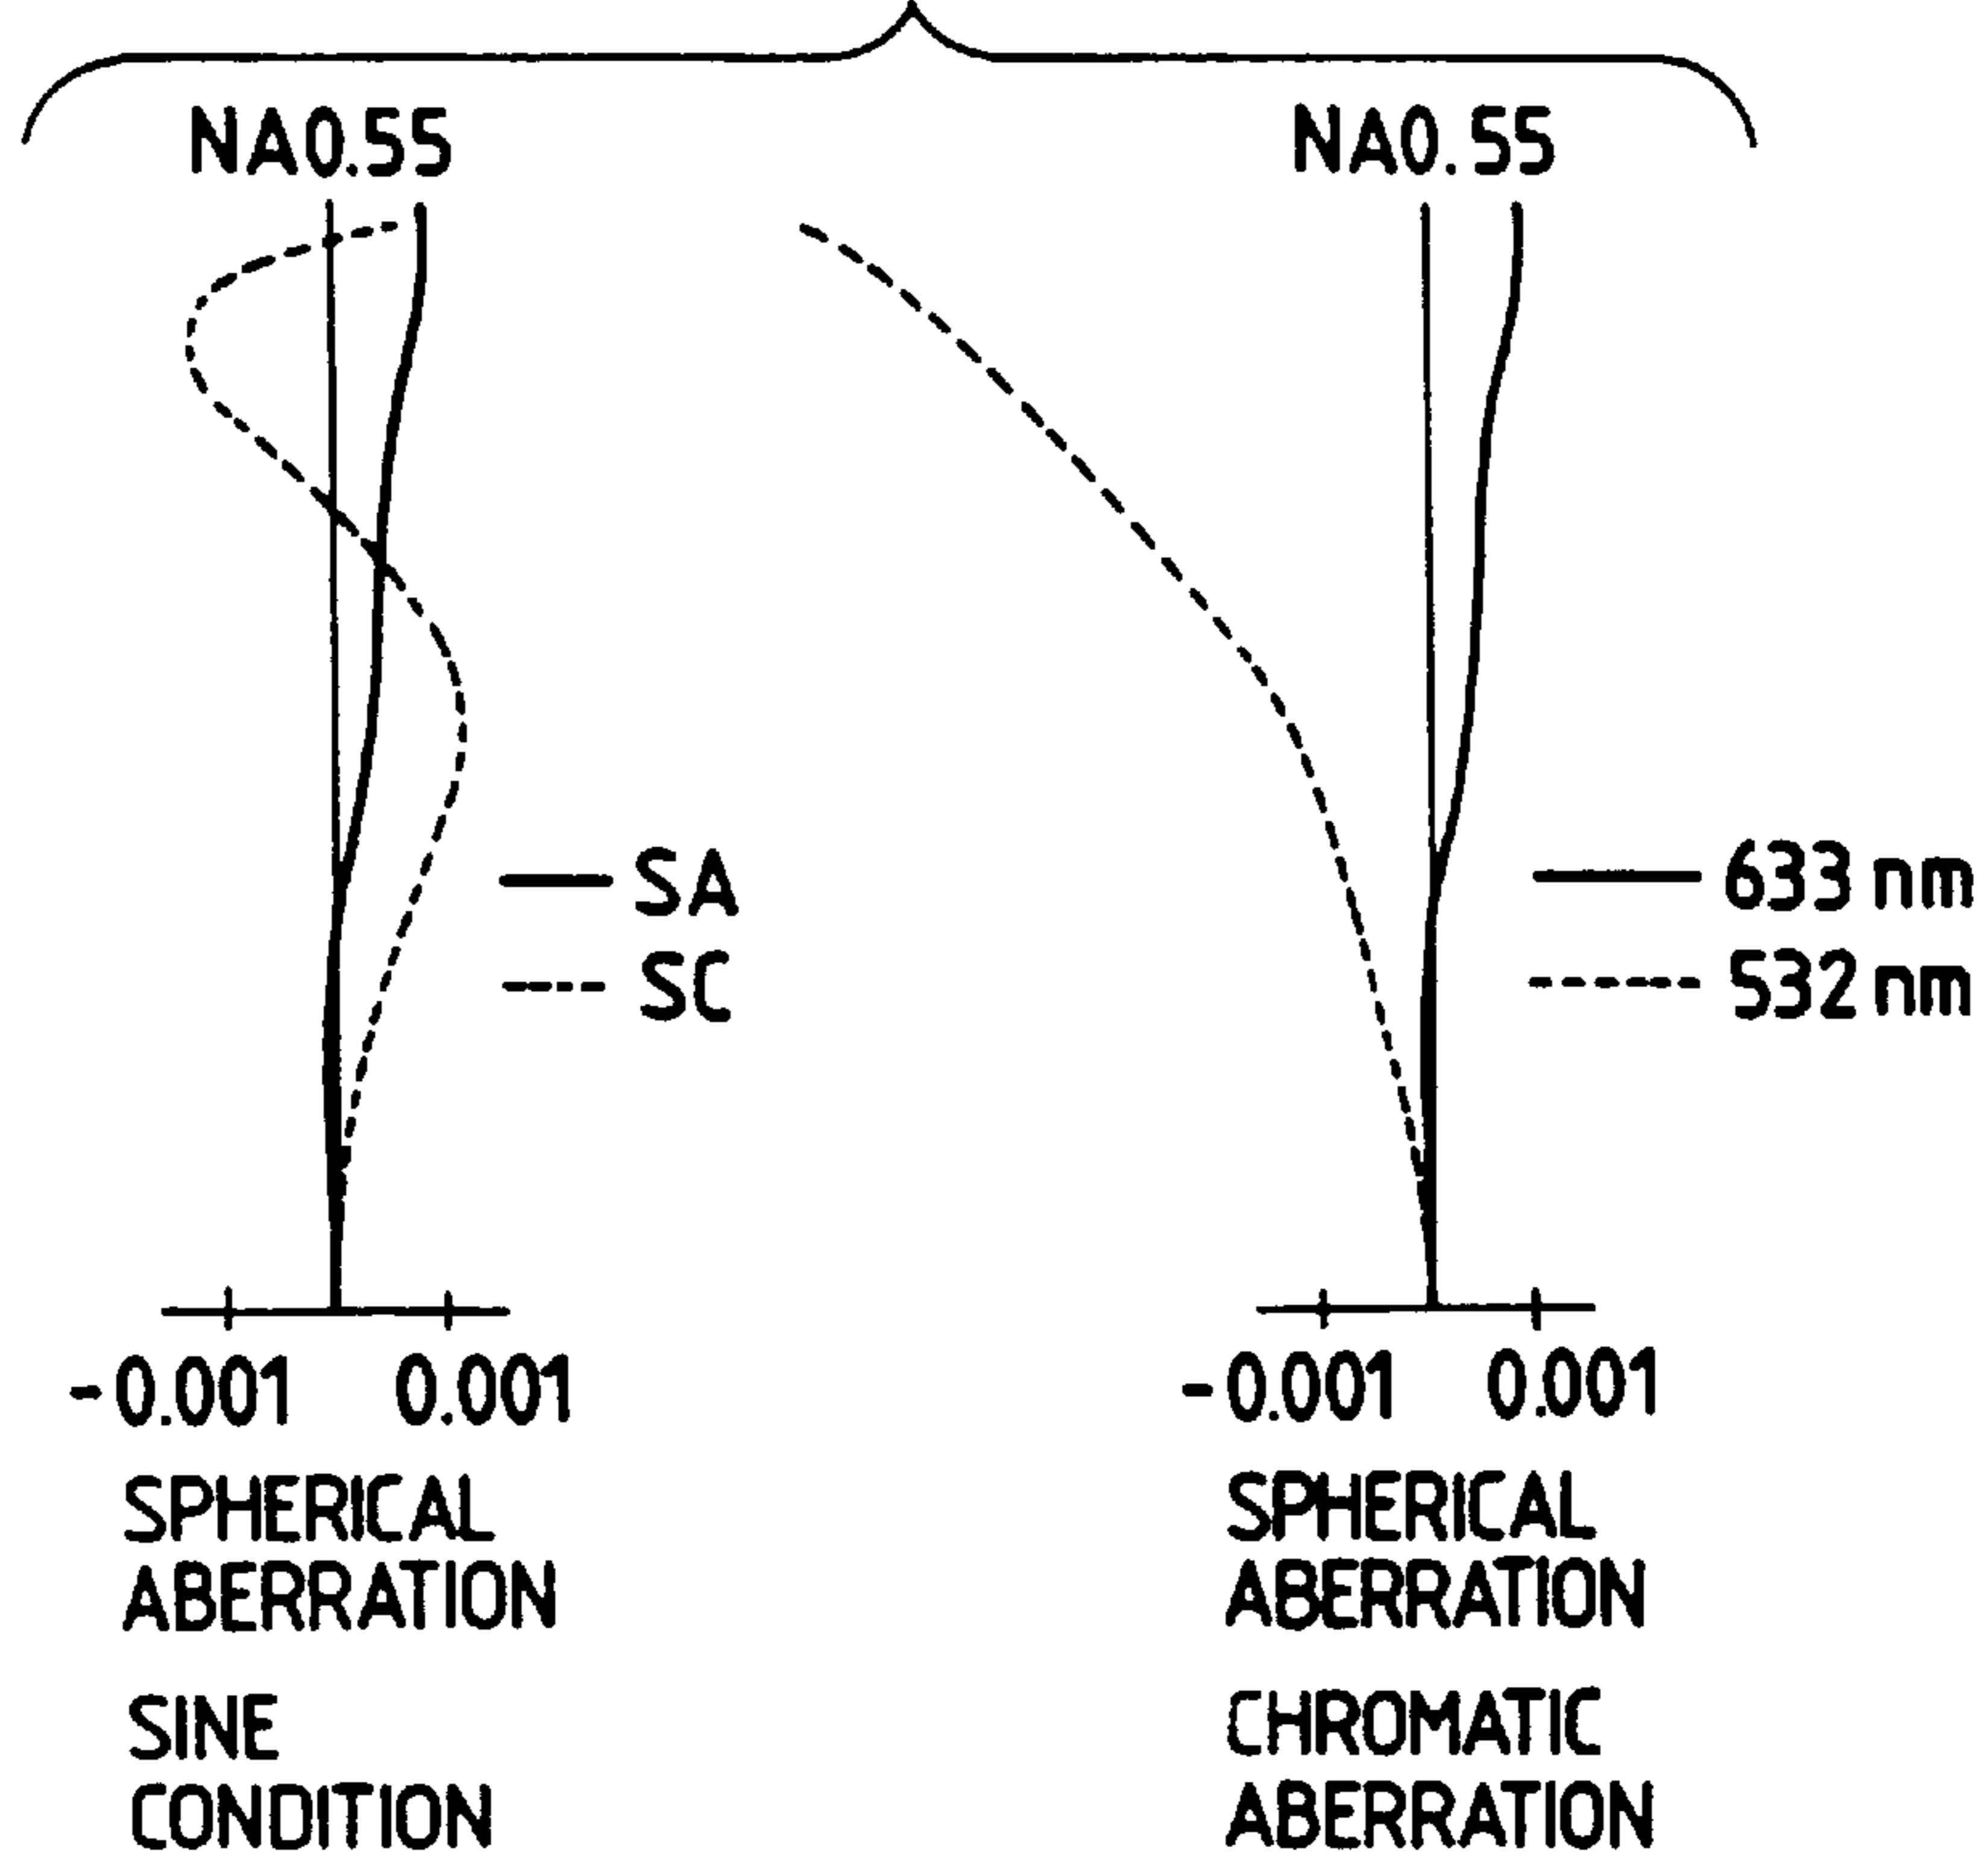 NA0.55
SA
SC
-0.001 0.001
SPHERICAL
ABERRATION
SINE
CONDITION
NA0.55
633 nm
532 nm
-0.001 0.001
SPHERICAL
ABERRATION
CHROMATIC
ABERRATION